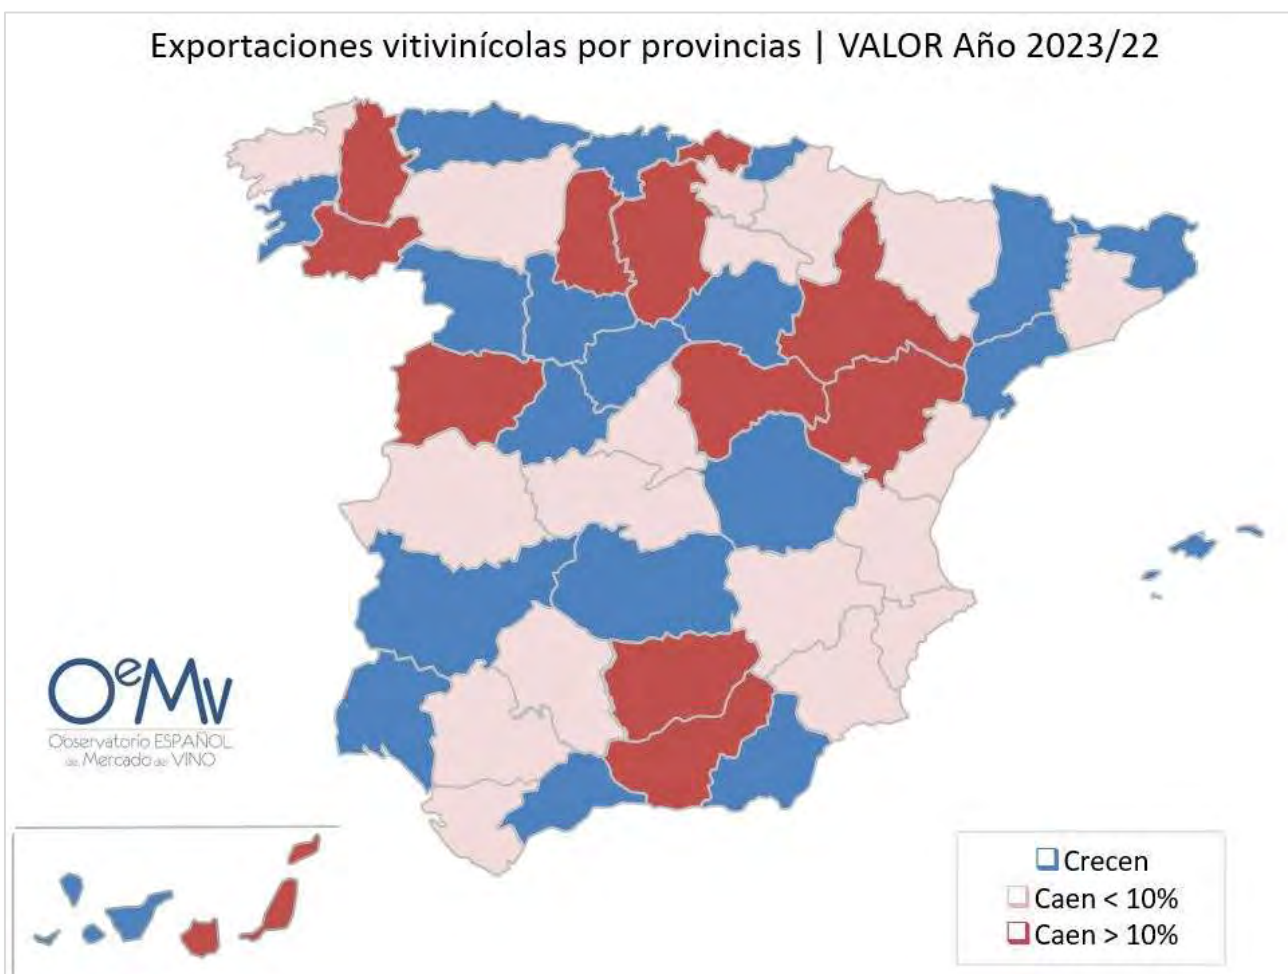 Exportaciones vitivinícolas por provincias | VALOR Año 2023/22
OeMv
Observatorio ESPAÑOL
de Mercado de VINO
Crecen
Caen < 10%
Caen > 10%